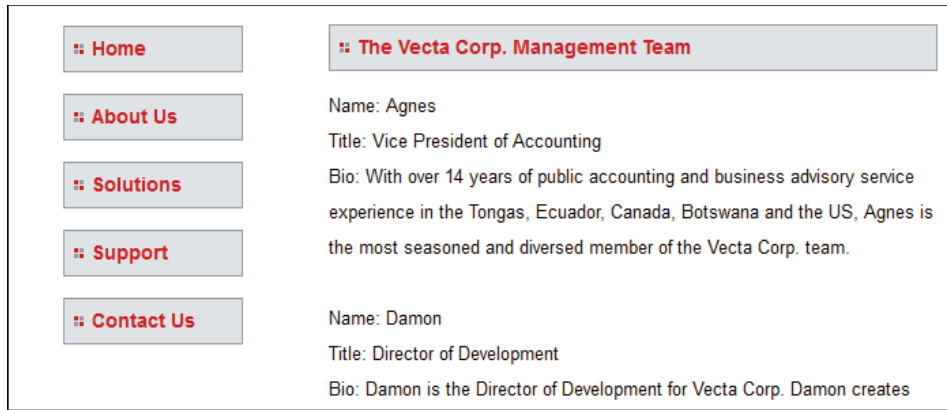 Home
About Us
Solutions
Support
Contact Us
The Vecta Corp. Management Team
Name: Agnes
Title: Vice President of Accounting
Bio: With over 14 years of public accounting and business advisory service
experience in the Tongas, Ecuador, Canada, Botswana and the US, Agnes is
the most seasoned and diversed member of the Vecta Corp. team.
Name: Damon
Title: Director of Development
Bio: Damon is the Director of Development for Vecta Corp. Damon creates